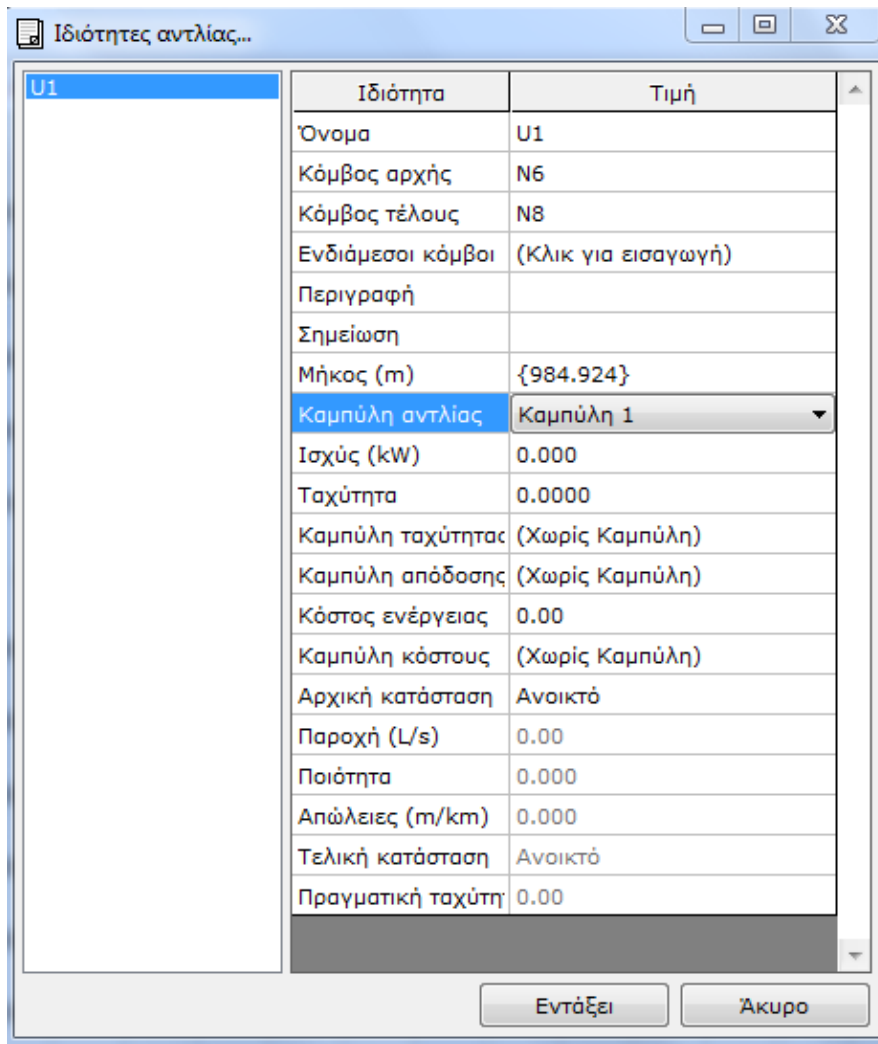 Ιδιότητες αντλίας...
U1
Ιδιότητα Τιμή
Όνομα U1
Κόμβος αρχής N6
Κόμβος τέλους N8
Ενδιάμεσοι κόμβοι (Κλικ για εισαγωγή)
Περιγραφή
Σημείωση
Μήκος (m) {984.924}
Καμπύλη αντλίας Καμπύλη 1
Ισχύς (kW) 0.000
Ταχύτητα 0.0000
Καμπύλη ταχύτητας (Χωρίς Καμπύλη)
Καμπύλη απόδοσης (Χωρίς Καμπύλη)
Κόστος ενέργειας 0.00
Καμπύλη κόστους (Χωρίς Καμπύλη)
Αρχική κατάσταση Ανοικτό
Παροχή (L/s) 0.00
Ποιότητα 0.000
Απώλειες (m/km) 0.000
Τελική κατάσταση Ανοικτό
Πραγματική ταχύτη 0.00
Εντάξει Άκυρο